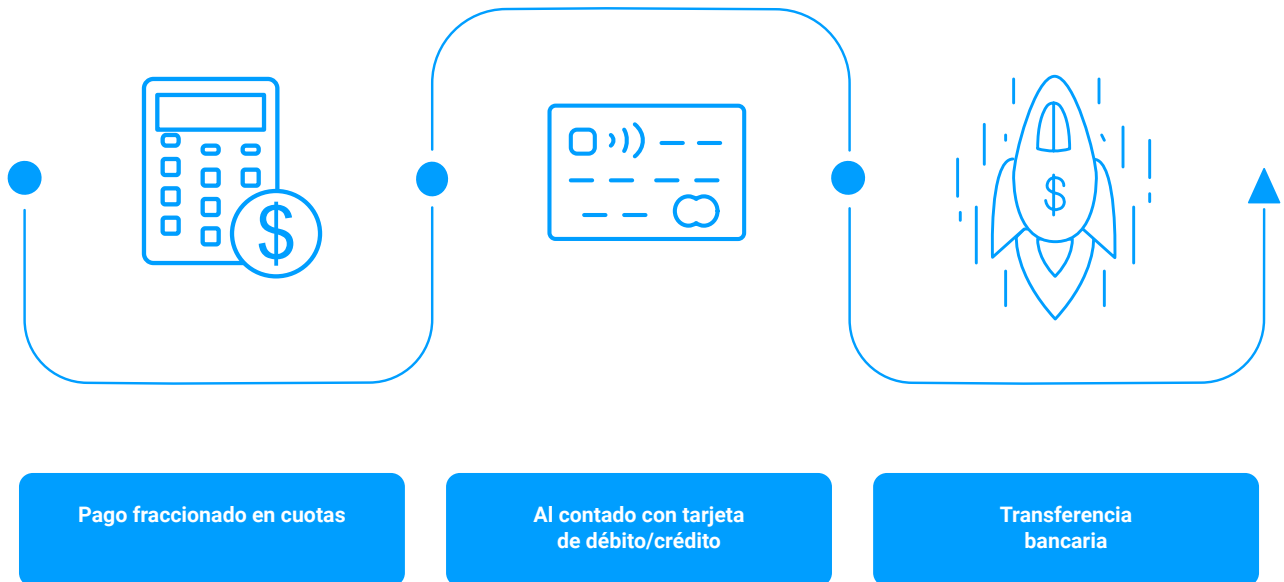 $
$
Pago fraccionado en cuotas
Al contado con tarjeta
de débito/crédito
Transferencia
bancaria